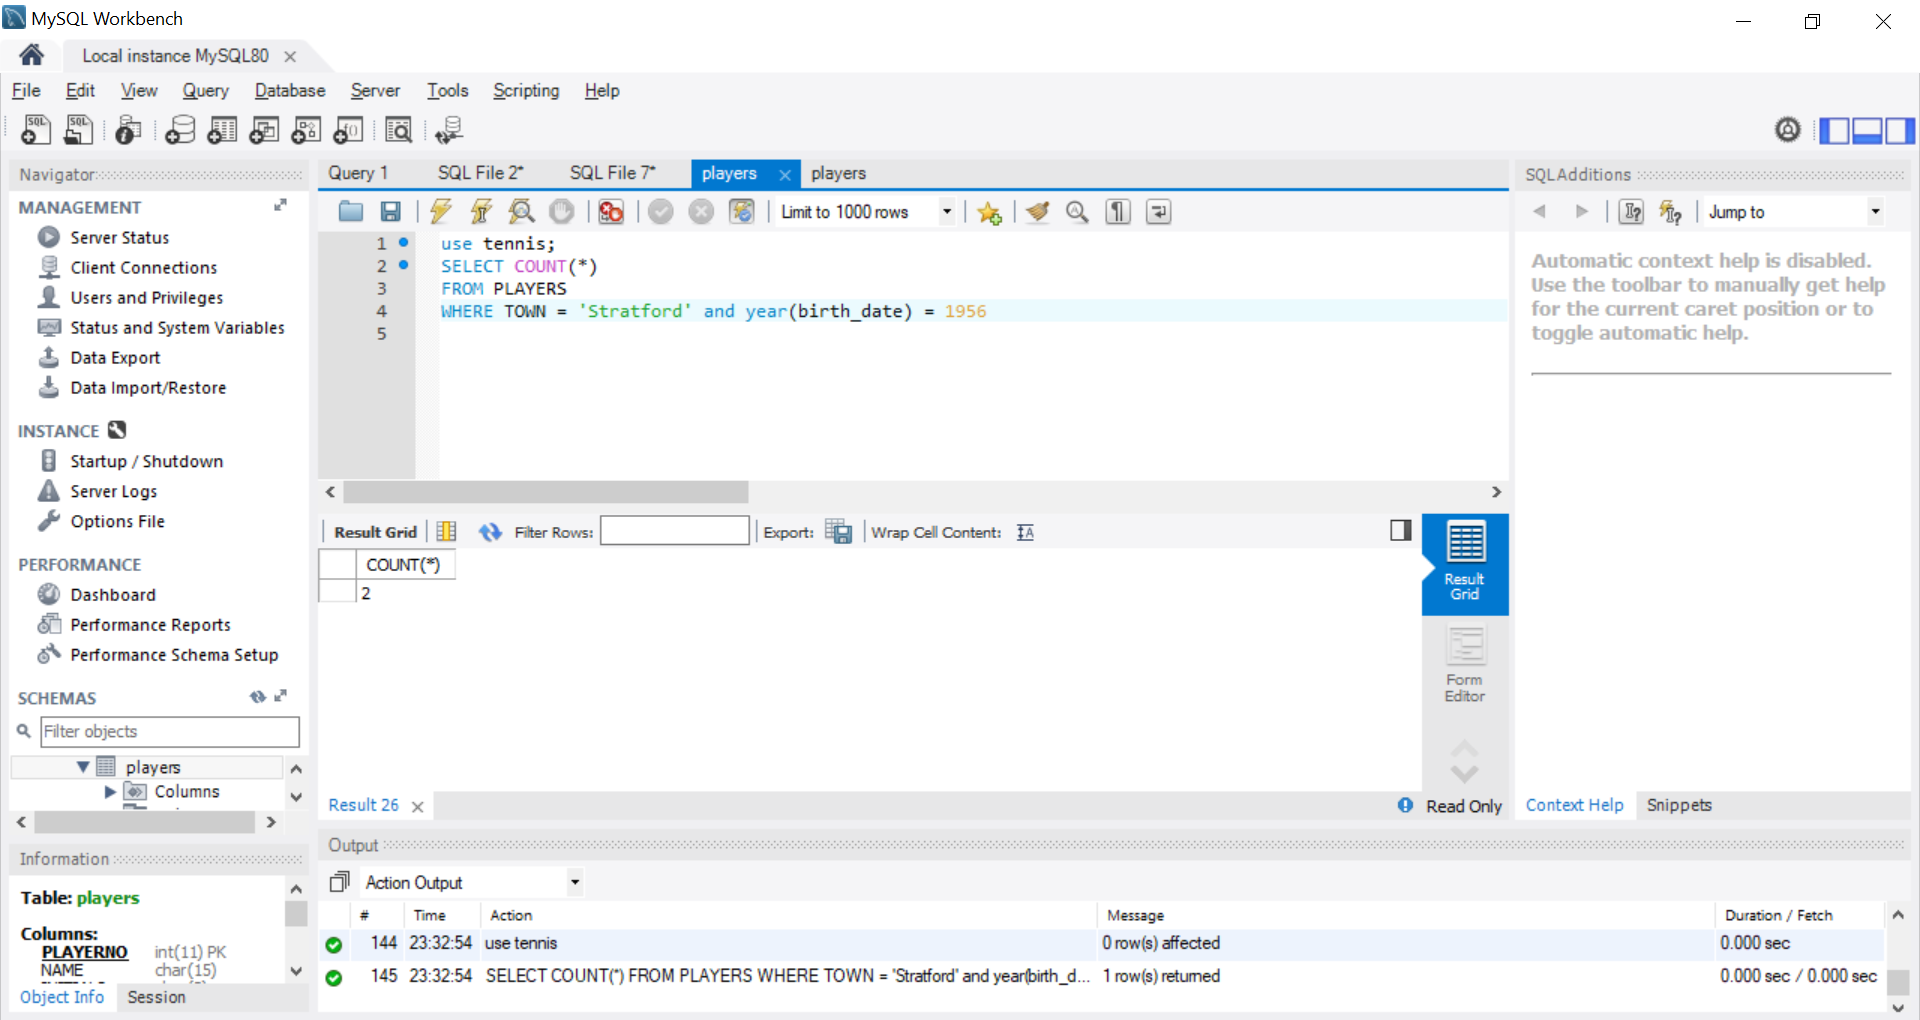 MySQL Workbench
Local instance MySQL80
File Edit View Query Database Server Tools Scripting Help
Navigator
MANAGEMENT
Server Status
Client Connections
Users and Privileges
Status and System Variables
Data Export
Data Import/Restore
INSTANCE
Startup / Shutdown
Server Logs
Options File
PERFORMANCE
Dashboard
Performance Reports
Performance Schema Setup
SCHEMAS
Filter objects
players
Columns
Information
Table: players
Columns:
PLAYERNO int(11) PK
NAME char(15)
Object Info Session
Query 1 SQL File 2* SQL File 7* players players
Limit to 1000 rows
1 use tennis;
2 SELECT COUNT(*)
3 FROM PLAYERS
4 WHERE TOWN = 'Stratford' and year(birth_date) = 1956
5
Result Grid Filter Rows: Export: Wrap Cell Content:
COUNT(*)
2
Result Grid
Form Editor
Result 26 Read Only
SQLAdditions
Jump to
Automatic context help is disabled.
Use the toolbar to manually get help
for the current caret position or to
toggle automatic help.
Context Help Snippets
Output
Action Output
# Time Action Message Duration / Fetch
144 23:32:54 use tennis 0 row(s) affected 0.000 sec
145 23:32:54 SELECT COUNT(*) FROM PLAYERS WHERE TOWN = 'Stratford' and year(birth_d... 1 row(s) returned 0.000 sec / 0.000 sec